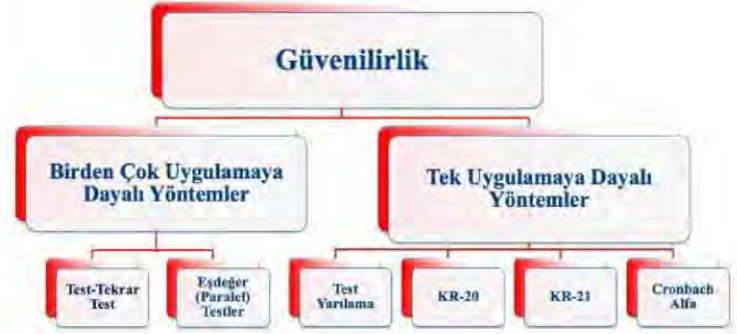 Güvenilirlik
Birden Çok Uygulamaya
Dayalı Yöntemler
Tek Uygulamaya Dayalı
Yöntemler
Test-Tekrar
Test
Eşdeğer
(Paralel)
Testler
Test
Yarılama
KR-20
KR-21
Cronbach
Alfa